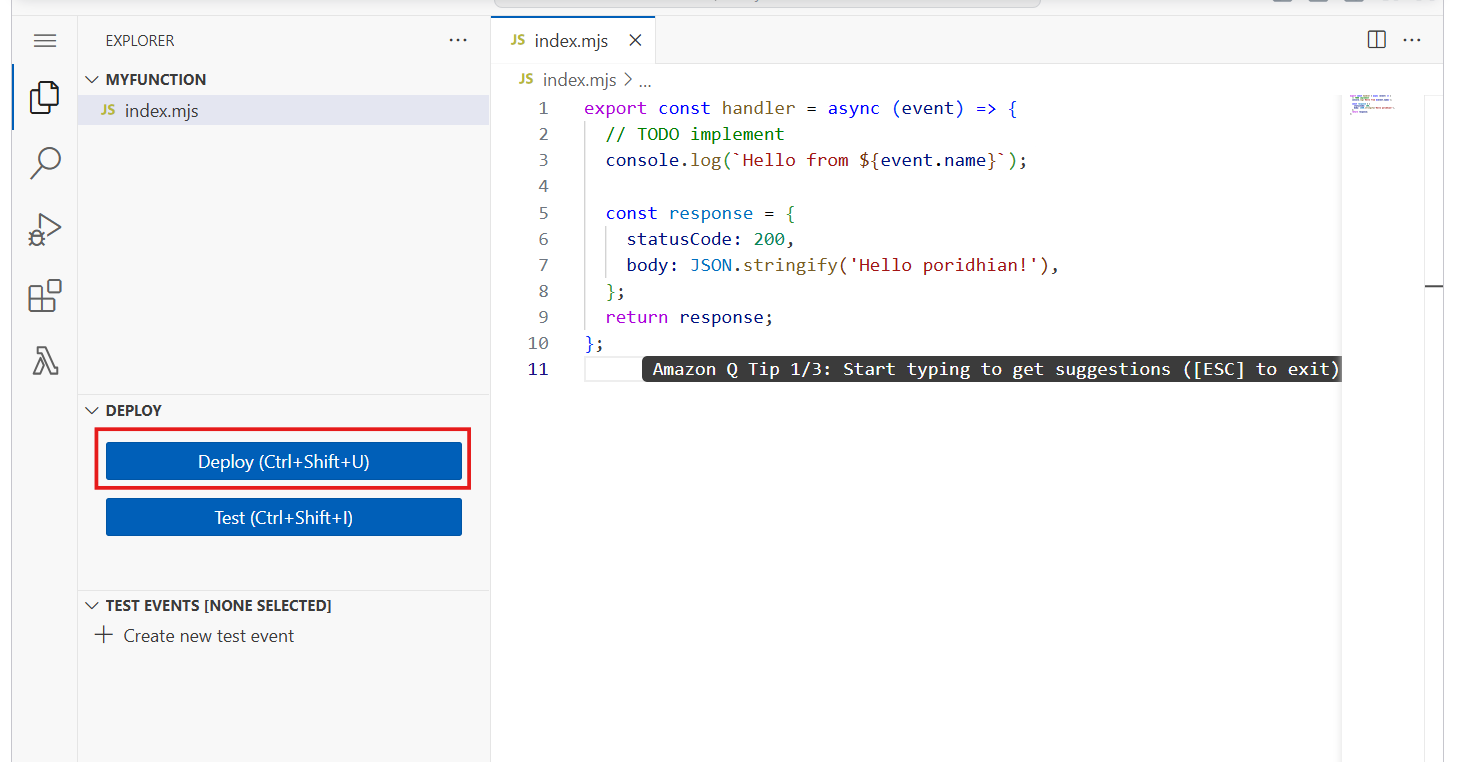 EXPLORER
MYFUNCTION
JS index.mjs
DEPLOY
Deploy (Ctrl+Shift+U)
Test (Ctrl+Shift+I)
TEST EVENTS [NONE SELECTED]
Create new test event
JS index.mjs
JS index.mjs > ...
1 export const handler = async (event) => {
2 // TODO implement
3 console.log(`Hello from ${event.name}`);
4
5 const response = {
6 statusCode: 200,
7 body: JSON.stringify('Hello poridhian!'),
8 };
9 return response;
10 };
11 Amazon Q Tip 1/3: Start typing to get suggestions ([ESC] to exit)